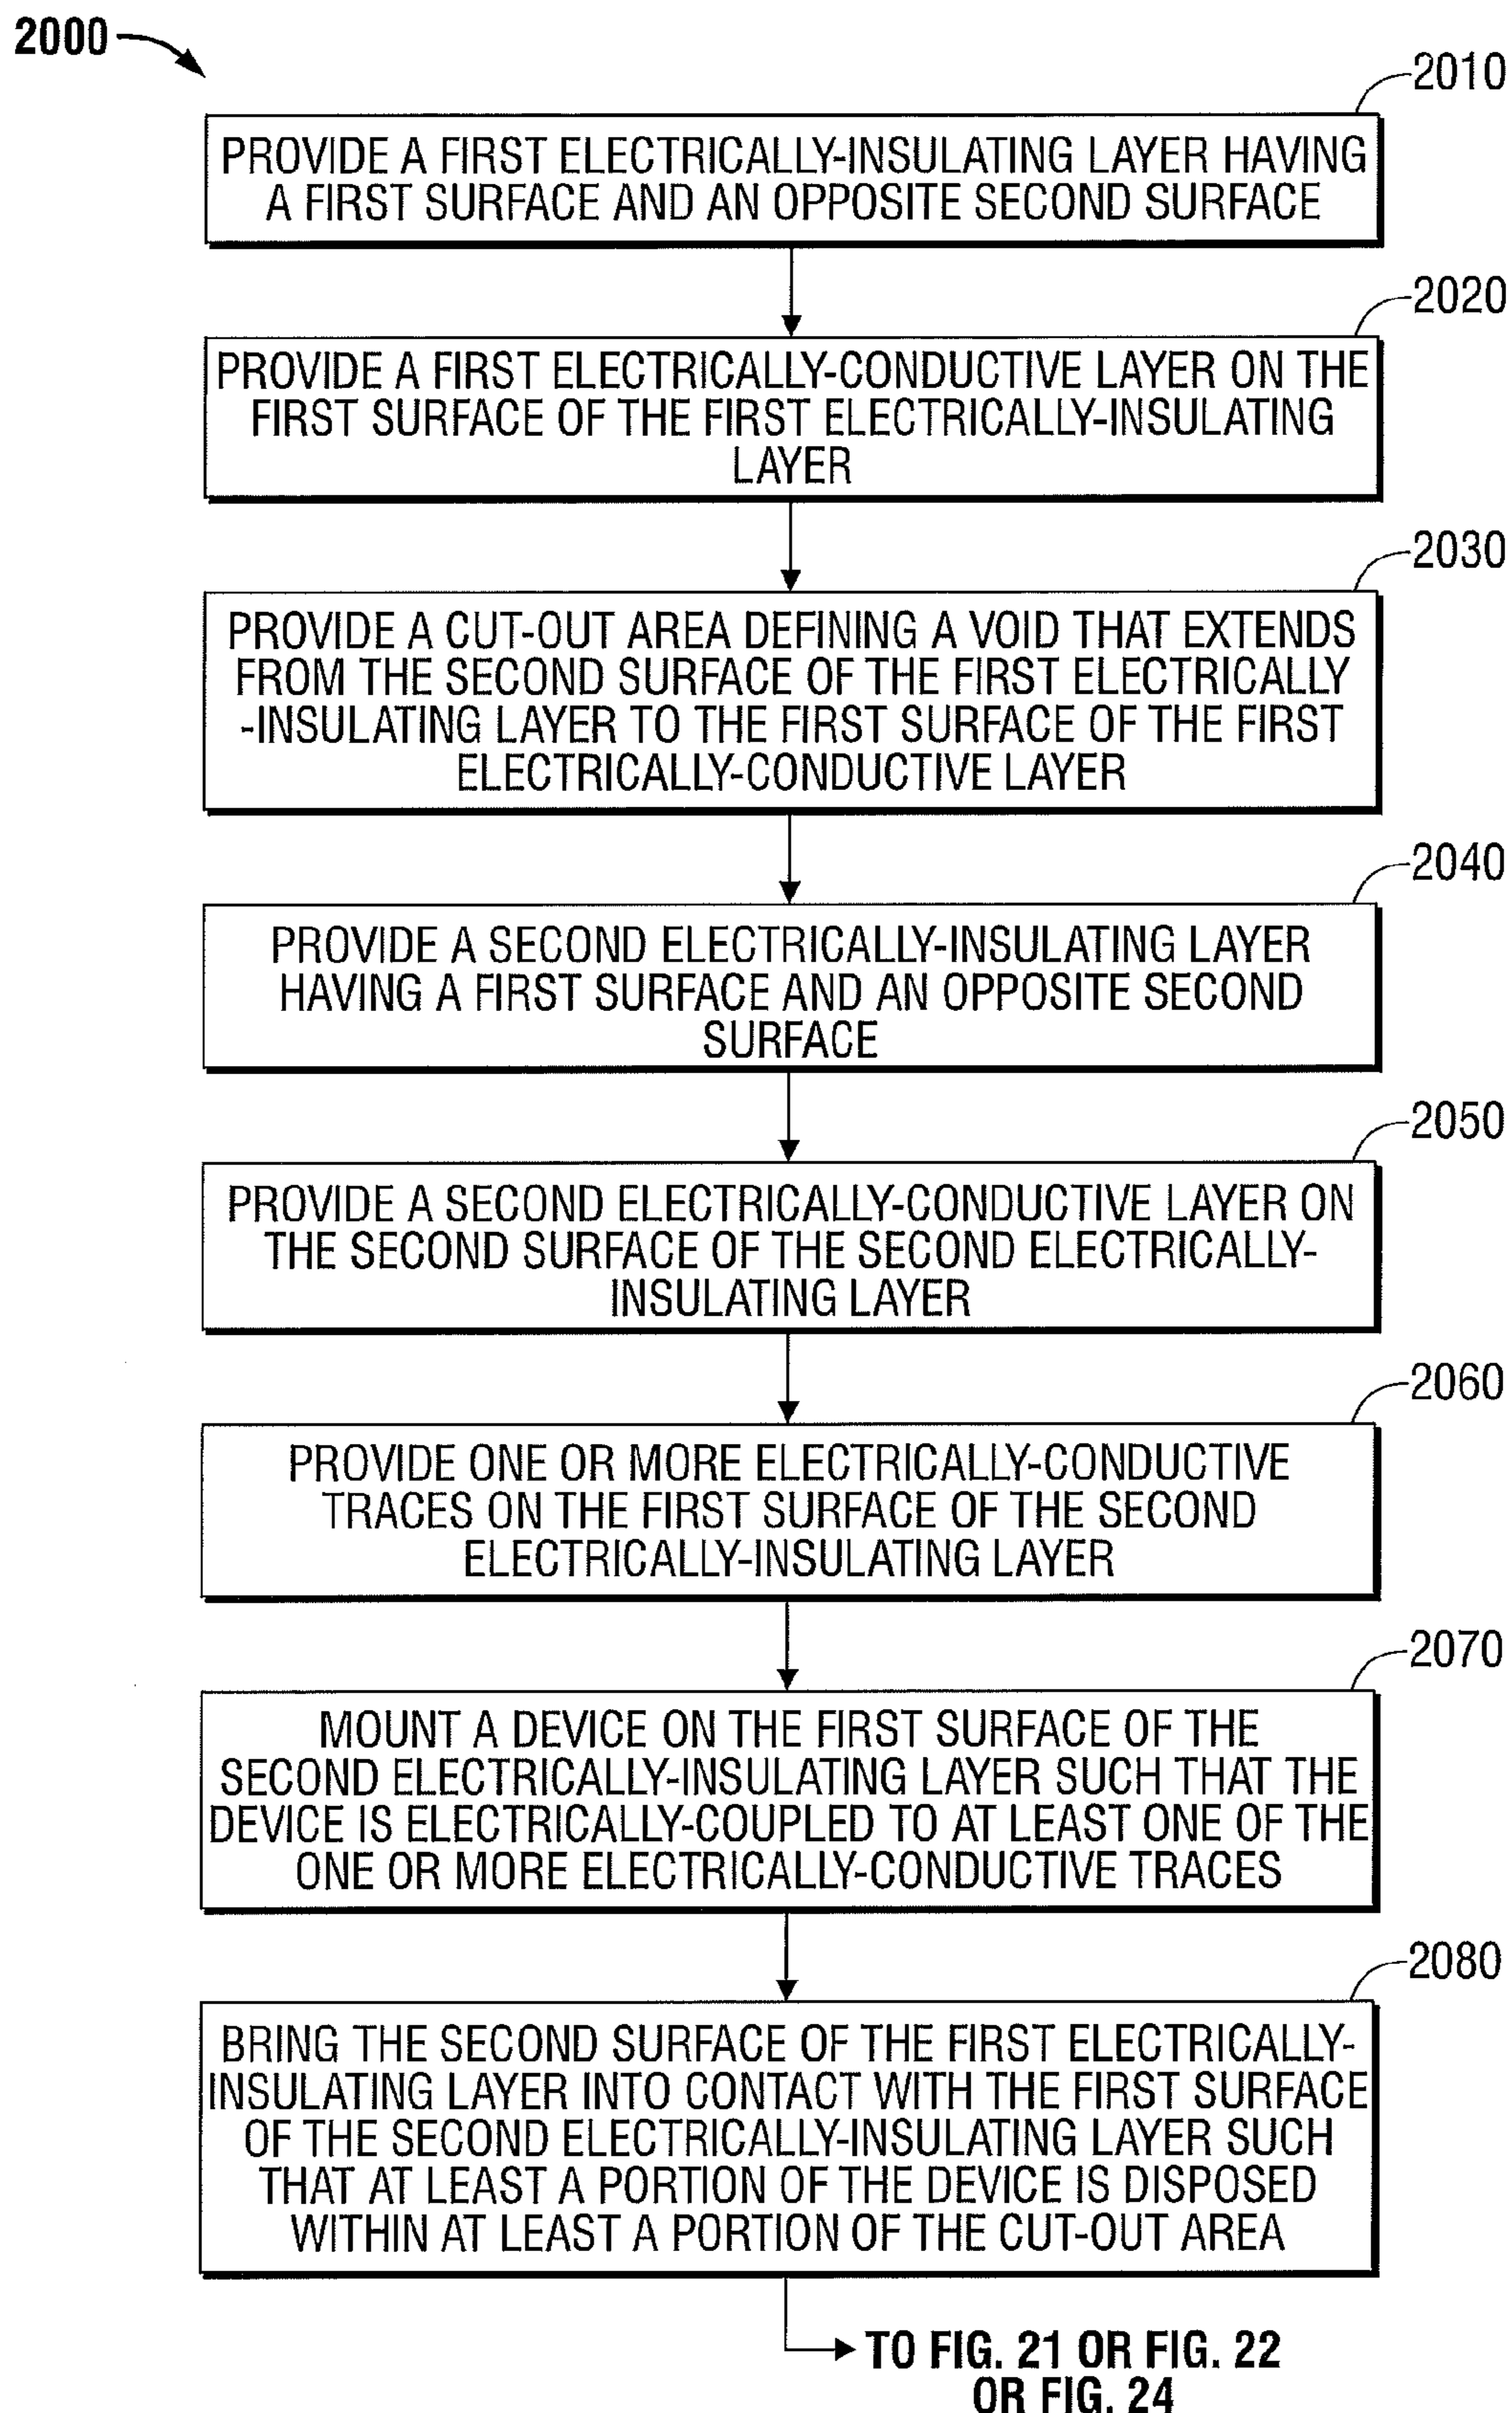 2000
2010
PROVIDE A FIRST ELECTRICALLY-INSULATING LAYER HAVING
A FIRST SURFACE AND AN OPPOSITE SECOND SURFACE
2020
PROVIDE A FIRST ELECTRICALLY-CONDUCTIVE LAYER ON THE
FIRST SURFACE OF THE FIRST ELECTRICALLY-INSULATING
LAYER
2030
PROVIDE A CUT-OUT AREA DEFINING A VOID THAT EXTENDS
FROM THE SECOND SURFACE OF THE FIRST ELECTRICALLY
-INSULATING LAYER TO THE FIRST SURFACE OF THE FIRST
ELECTRICALLY-CONDUCTIVE LAYER
2040
PROVIDE A SECOND ELECTRICALLY-INSULATING LAYER
HAVING A FIRST SURFACE AND AN OPPOSITE SECOND
SURFACE
2050
PROVIDE A SECOND ELECTRICALLY-CONDUCTIVE LAYER ON
THE SECOND SURFACE OF THE SECOND ELECTRICALLY-
INSULATING LAYER
2060
PROVIDE ONE OR MORE ELECTRICALLY-CONDUCTIVE
TRACES ON THE FIRST SURFACE OF THE SECOND
ELECTRICALLY-INSULATING LAYER
2070
MOUNT A DEVICE ON THE FIRST SURFACE OF THE
SECOND ELECTRICALLY-INSULATING LAYER SUCH THAT THE
DEVICE IS ELECTRICALLY-COUPLED TO AT LEAST ONE OF THE
ONE OR MORE ELECTRICALLY-CONDUCTIVE TRACES
2080
BRING THE SECOND SURFACE OF THE FIRST ELECTRICALLY-
INSULATING LAYER INTO CONTACT WITH THE FIRST SURFACE
OF THE SECOND ELECTRICALLY-INSULATING LAYER SUCH
THAT AT LEAST A PORTION OF THE DEVICE IS DISPOSED
WITHIN AT LEAST A PORTION OF THE CUT-OUT AREA
TO FIG. 21 OR FIG. 22
OR FIG. 24